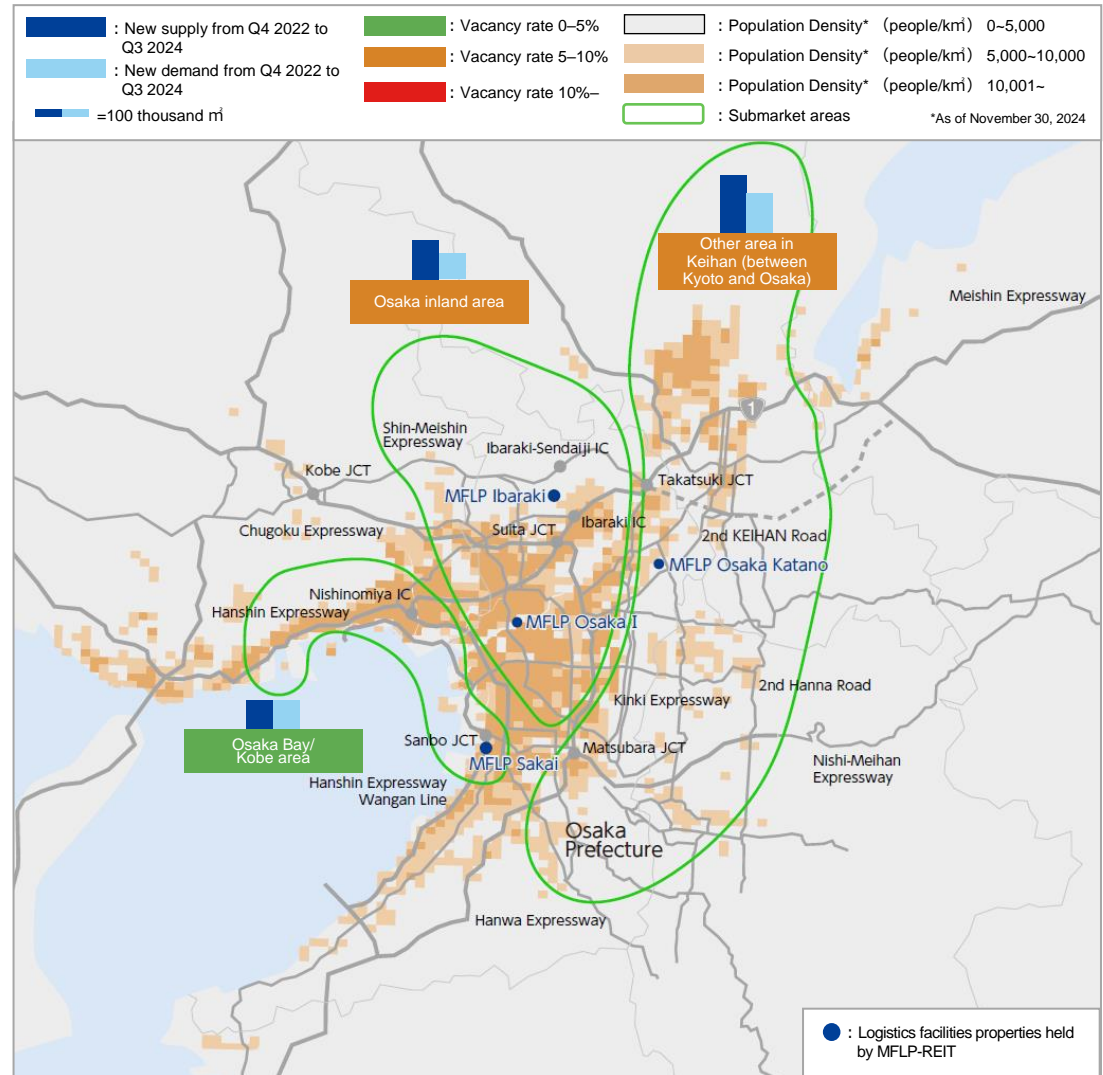 : New supply from Q4 2022 to
Q3 2024
: New demand from Q4 2022 to
Q3 2024
=100 thousand ㎡
: Vacancy rate 0–5%
: Vacancy rate 5–10%
: Vacancy rate 10%–
: Population Density* （people/k㎡） 0~5,000
: Population Density* （people/k㎡） 5,000~10,000
: Population Density* （people/k㎡） 10,001~
: Submarket areas
*As of November 30, 2024
Other area in
Keihan (between
Kyoto and Osaka)
Osaka inland area
Meishin Expressway
1
Shin-Meishin
Expressway
Ibaraki-Sendaiji IC
Kobe JCT
Takatsuki JCT
MFLP Ibaraki
Chugoku Expressway
Suita JCT
Ibaraki IC
2nd KEIHAN Road
MFLP Osaka Katano
Nishinomiya IC
Hanshin Expressway
MFLP Osaka I
2nd Hanna Road
Kinki Expressway
Osaka Bay/
Kobe area
Sanbo JCT
Matsubara JCT
MFLP Sakai
Nishi-Meihan
Expressway
Hanshin Expressway
Wangan Line
Osaka
Prefecture
Hanwa Expressway
: Logistics facilities properties held
by MFLP-REIT